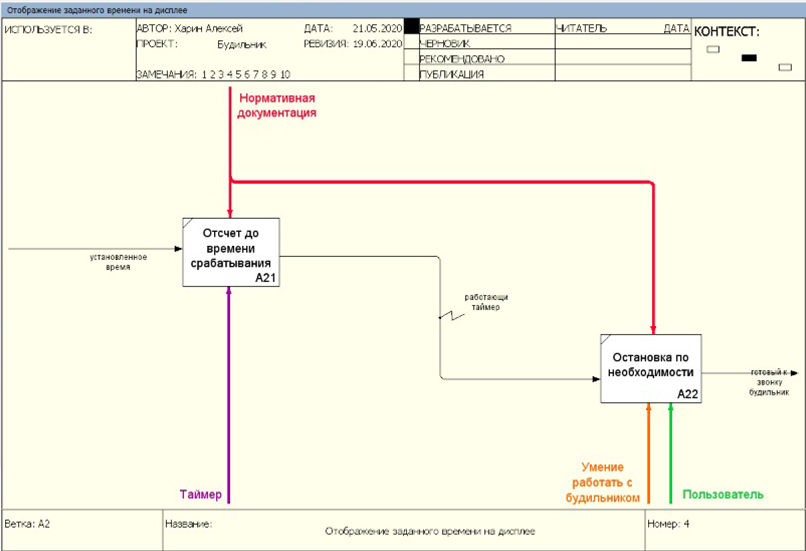 Отображение заданного времени на дисплее
ИСПОЛЬЗУЕТСЯ В:
АВТОР: Харин Алексей
ДАТА: 21.05.2020
ПРОЕКТ: Будильник
РЕВИЗИЯ: 19.06.2020
ЗАМЕЧАНИЯ: 1 2 3 4 5 6 7 8 9 10
РАЗРАБАТЫВАЕТСЯ
ЧЕРНОВИК
РЕКОМЕНДОВАНО
ПУБЛИКАЦИЯ
ЧИТАТЕЛЬ
ДАТА
КОНТЕКСТ:
Нормативная
документация
Отсчет до
времени
срабатывания
A21
установленное
время
работающи
таймер
Остановка по
необходимости
A22
готовый к
звонку
будильник
Таймер
Умение
работать с
будильником
Пользователь
Ветка: A2
Название:
Отображение заданного времени на дисплее
Номер: 4